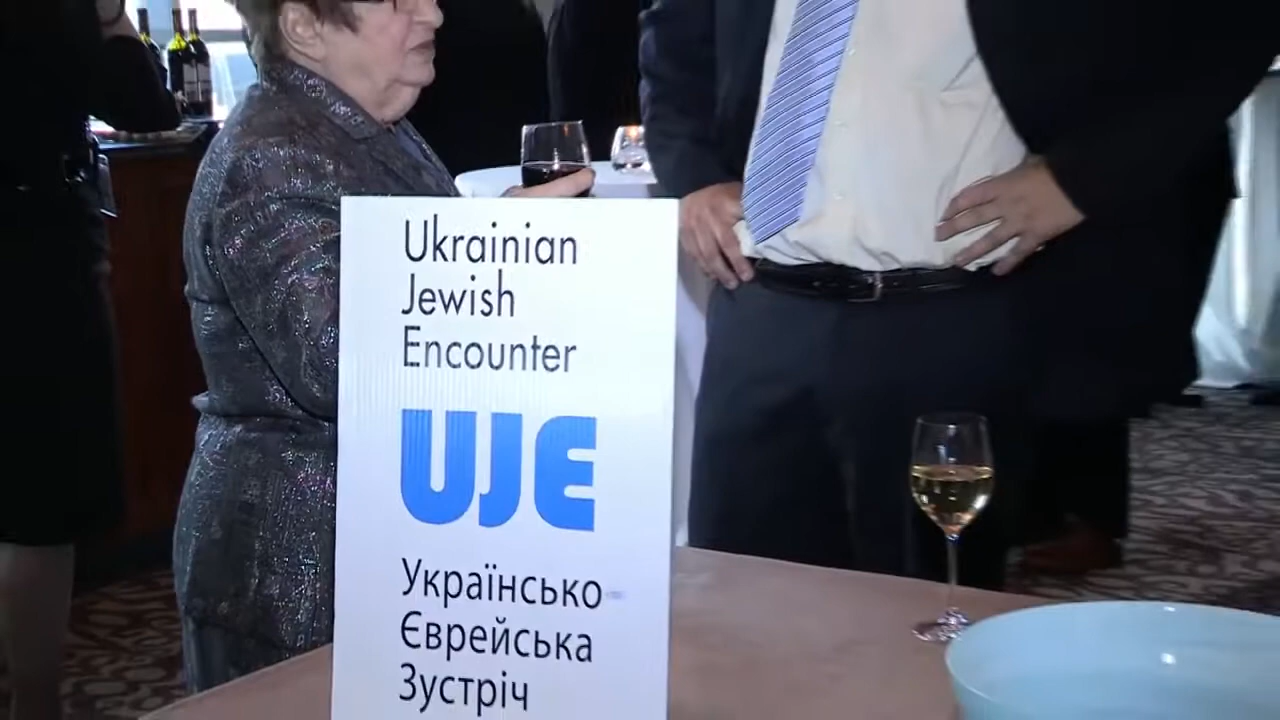 Ukrainian
Jewish
Encounter
UJE
Українсько
Єврейська
Зустріч